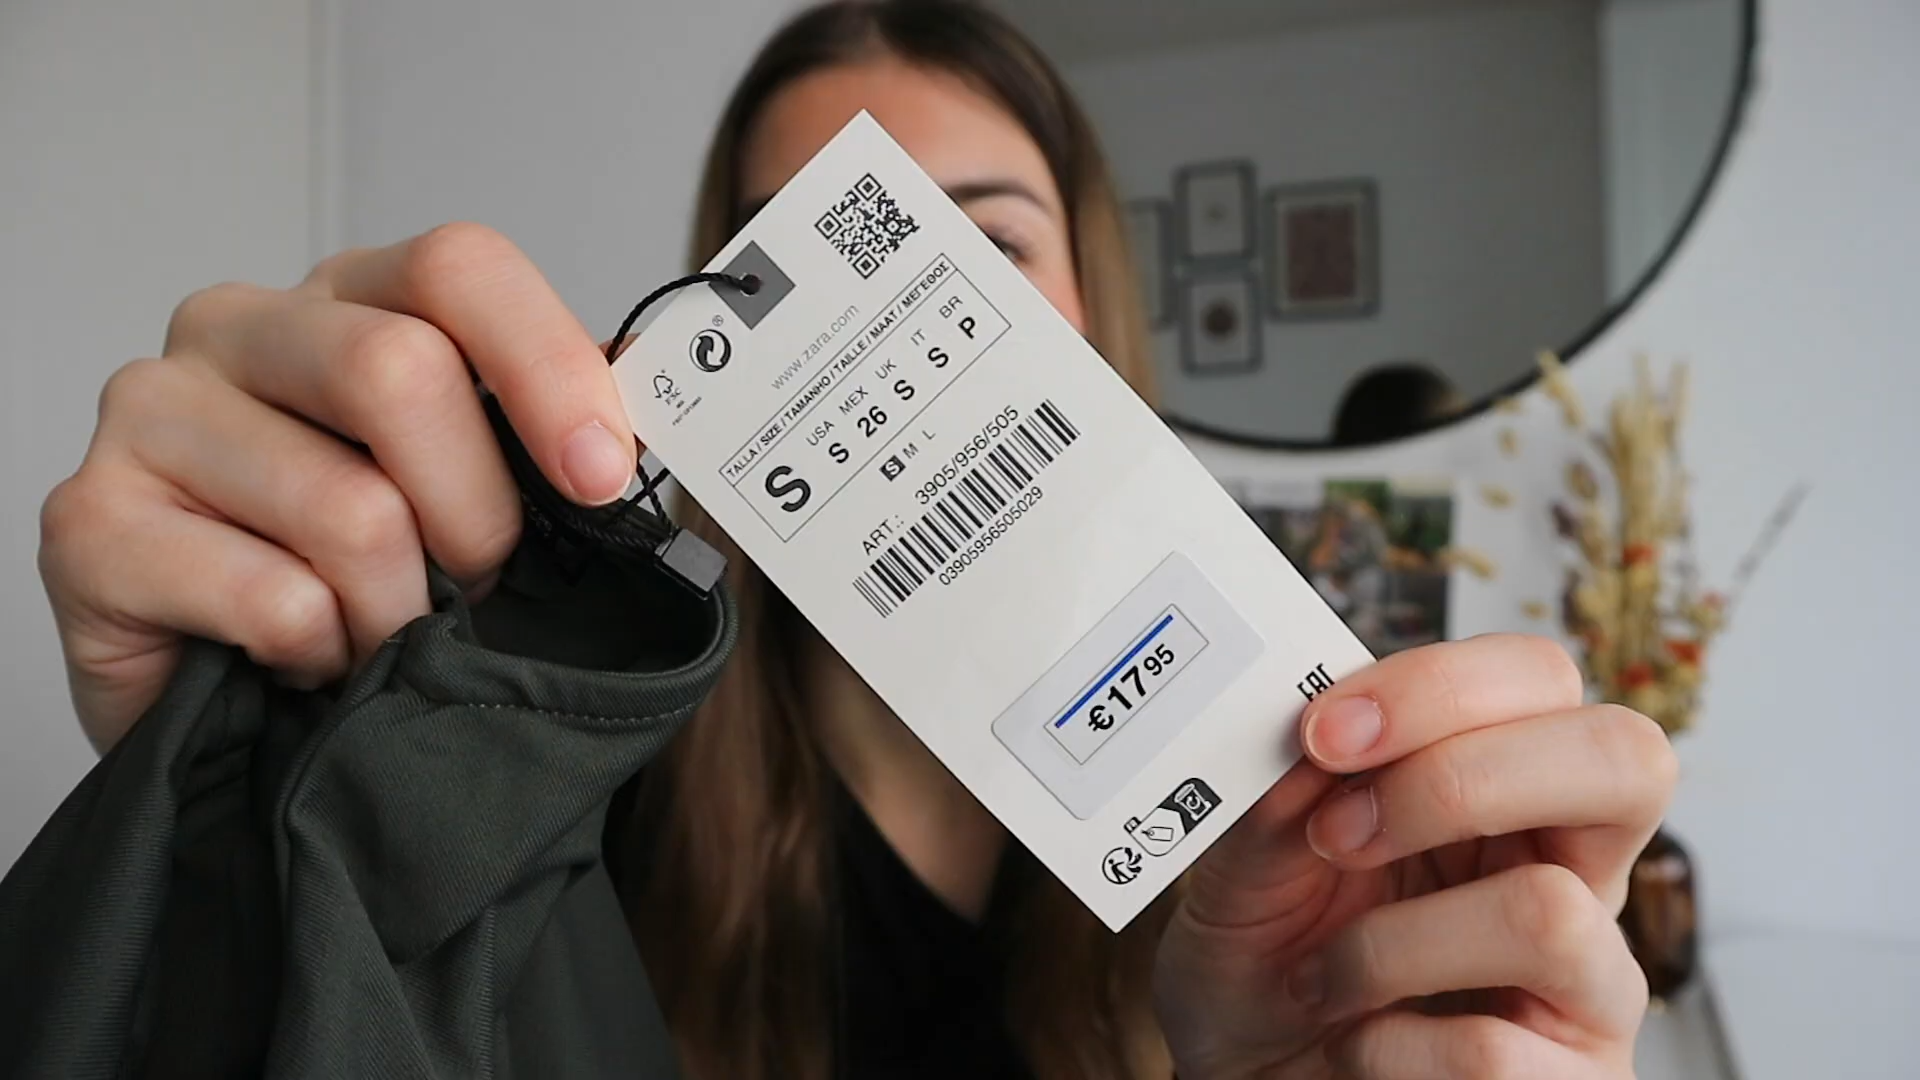 www.zara.com
FSC
®
TALLA / SIZE / TAMANHO / TAILLE / MAAT / ΜΕΓΕΘΟΣ
USA MEX UK IT BR
S S 26 S S P
S M L
ART.: 3905/956/505
03905956505029
€17 95
EAC
FR